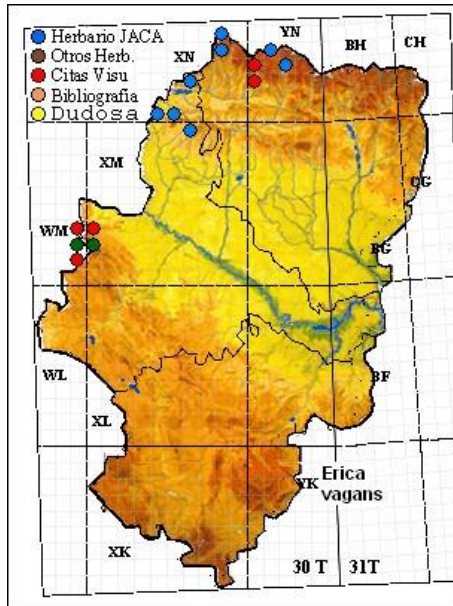 Herbario JACA
Otros Herb.
Citas Visu
Bibliografia
Dudosa
XN
YN
BH
CH
XM
CG
WM
BG
WL
BF
XL
YK
Erica
vagans
XK
30 T
31T